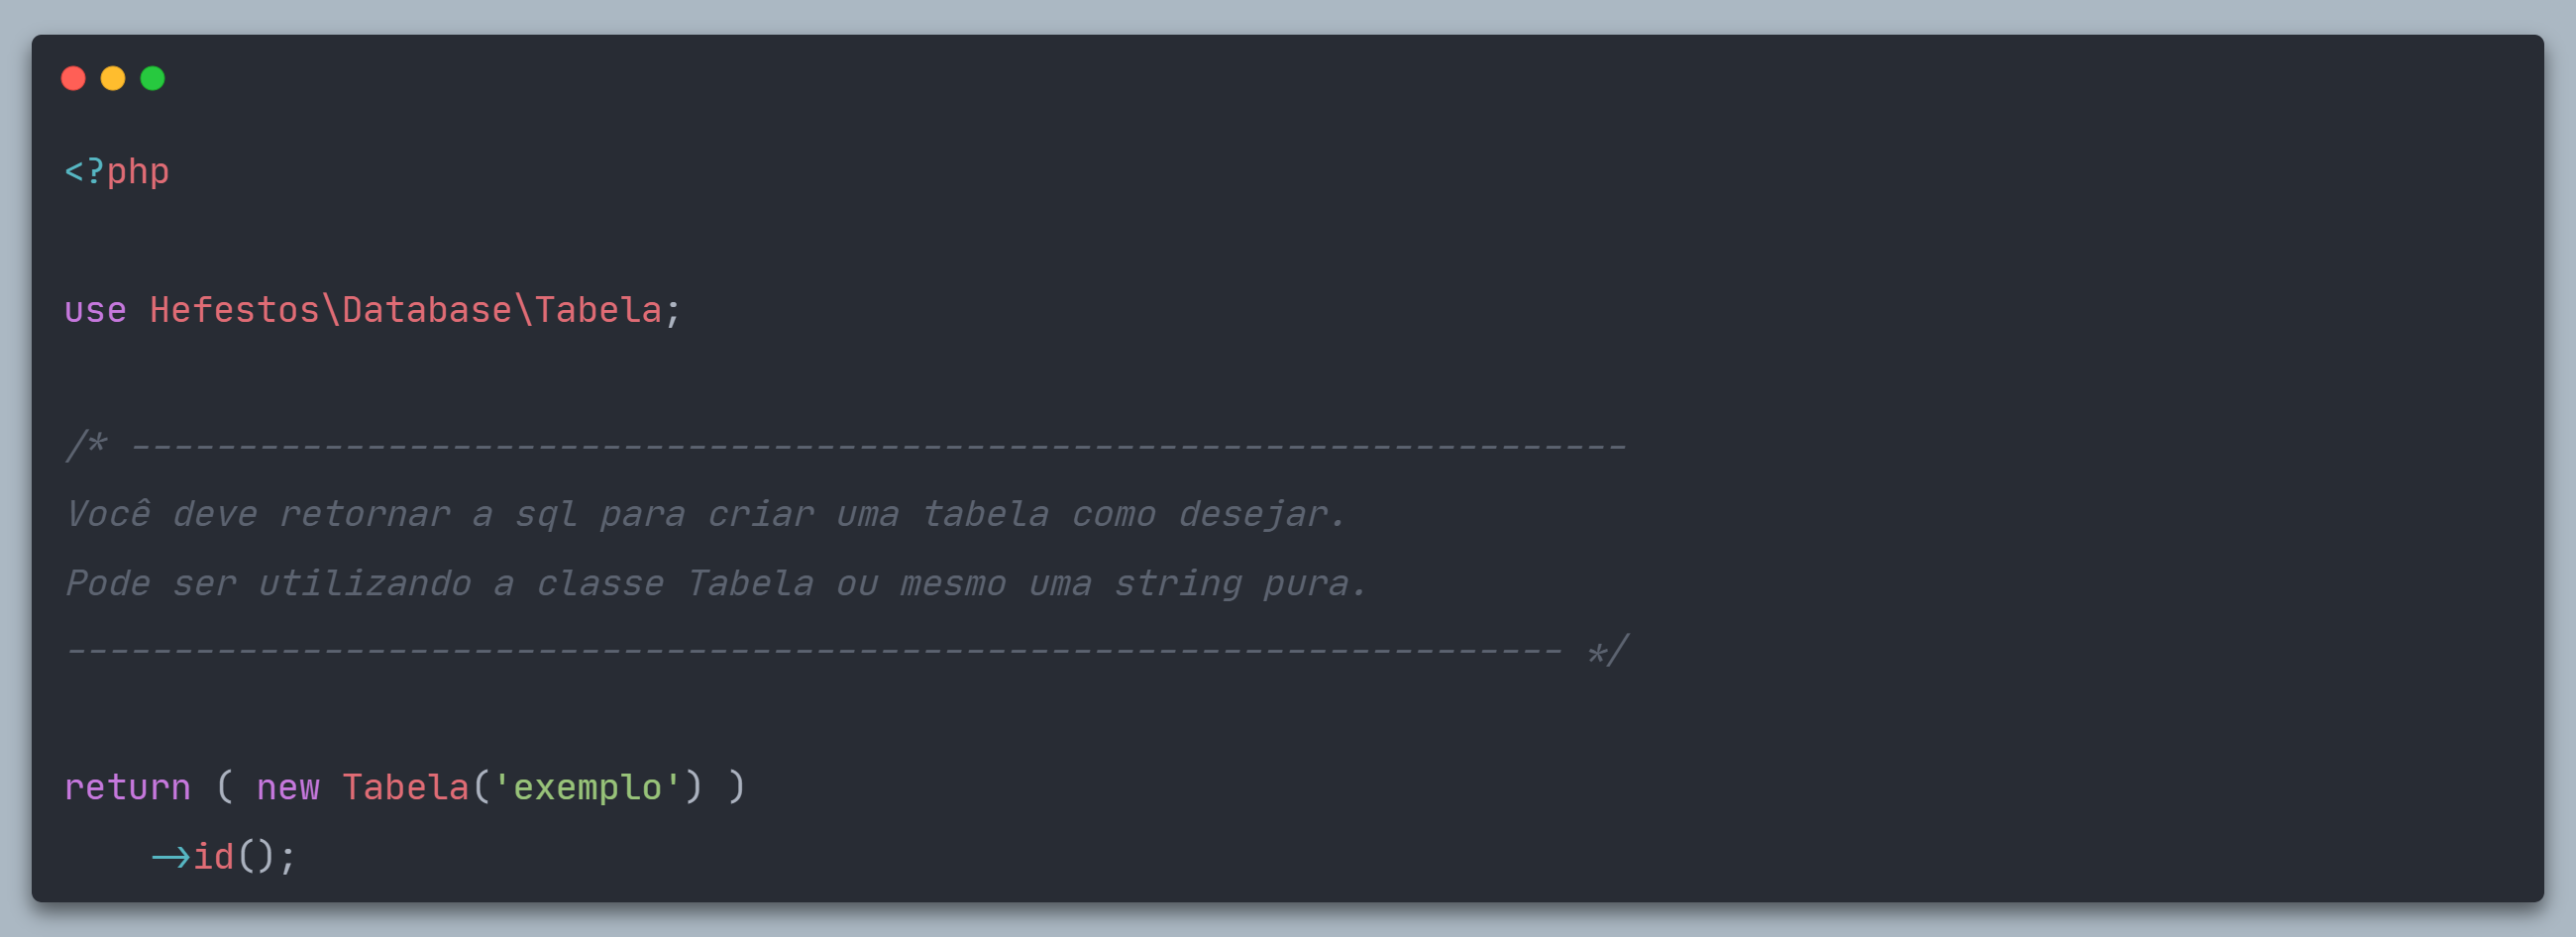 <?php
use Hefestos\Database\Tabela;
/* ----------------------------------------------------------------------
Você deve retornar a sql para criar uma tabela como desejar.
Pode ser utilizando a classe Tabela ou mesmo uma string pura.
---------------------------------------------------------------------- */
return ( new Tabela('exemplo') )
    ->id();